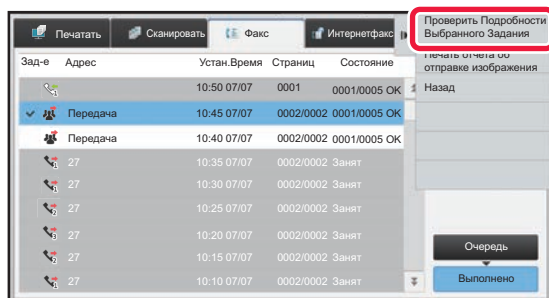 Печатать Сканировать Факс Интернетфакс
Проверить Подробности
Выбранного Задания
Печать отчета об
отправке изображения
Назад
Зад-е Адрес Устан.Время Страниц Состояние
10:50 07/07 0001 0001/0005 OK
Передача 10:45 07/07 0002/0002 0001/0005 OK
Передача 10:40 07/07 0002/0002 0001/0005 OK
27 10:35 07/07 0002/0002 Занят
27 10:30 07/07 0002/0002 Занят
27 10:25 07/07 0002/0002 Занят
27 10:20 07/07 0002/0002 Занят
27 10:15 07/07 0002/0002 Занят
27 10:10 07/07 0002/0002 Занят
Очередь
Выполнено